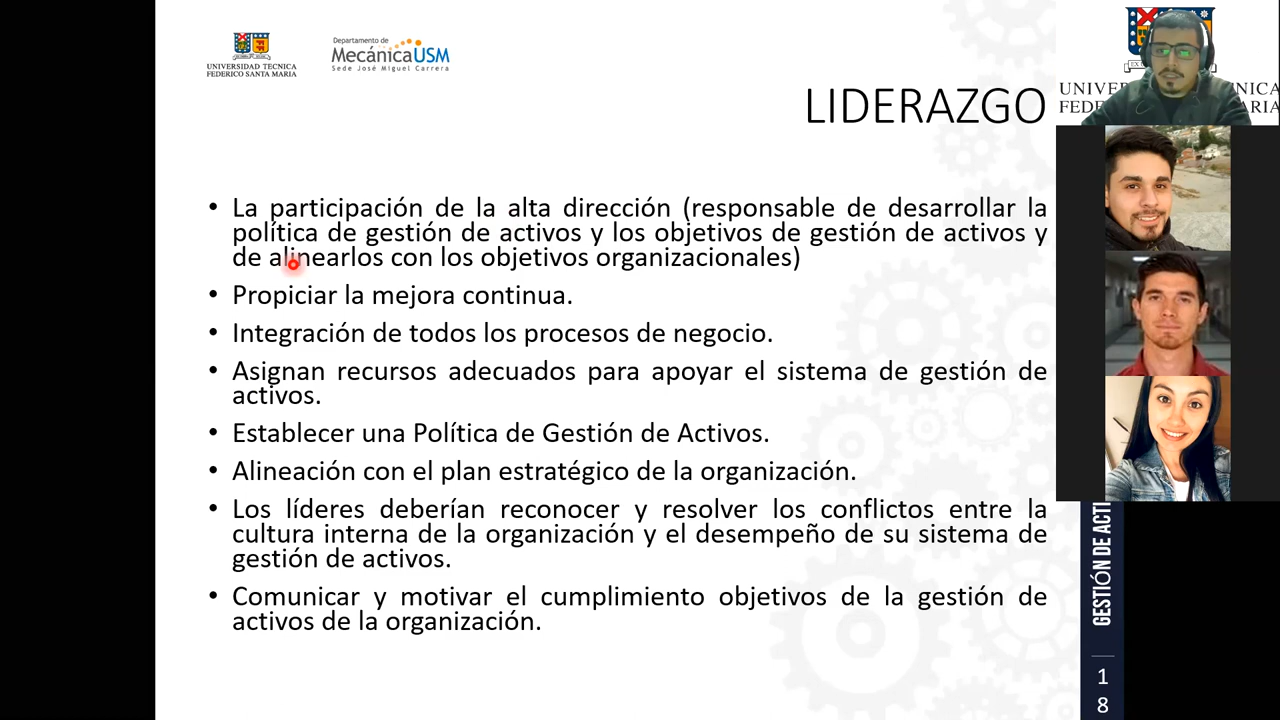 UNIVERSIDAD TECNICA
FEDERICO SANTA MARIA
Departamento de
MecánicaUSM
Sede José Miguel Carrera
LIDERAZGO
• La participación de la alta dirección (responsable de desarrollar la
política de gestión de activos y los objetivos de gestión de activos y
de alinearlos con los objetivos organizacionales)
• Propiciar la mejora continua.
• Integración de todos los procesos de negocio.
• Asignan recursos adecuados para apoyar el sistema de gestión de
activos.
• Establecer una Política de Gestión de Activos.
• Alineación con el plan estratégico de la organización.
• Los líderes deberían reconocer y resolver los conflictos entre la
cultura interna de la organización y el desempeño de su sistema de
gestión de activos.
• Comunicar y motivar el cumplimiento objetivos de la gestión de
activos de la organización.
UNIVER NICA
FEDE ARIA
GESTIÓN DE ACTI
1
8